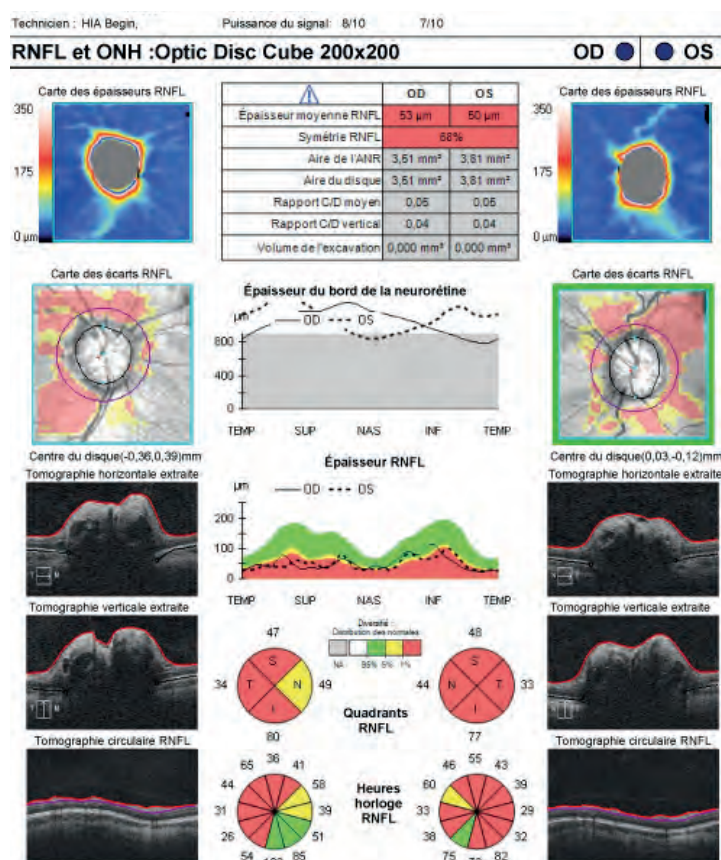 Technicien : HIA Begin, Puissance du signal: 8/10 7/10
RNFL et ONH :Optic Disc Cube 200x200 OD OS
Carte des épaisseurs RNFL
350
175
0 µm
OD OS
Épaisseur moyenne RNFL 53 µm 50 µm
Symétrie RNFL 68%
Aire de l'ANR 3,51 mm² 3,81 mm²
Aire du disque 3,51 mm² 3,81 mm²
Rapport C/D moyen 0,05 0,05
Rapport C/D vertical 0,04 0,04
Volume de l'excavation 0,000 mm³ 0,000 mm³
Carte des épaisseurs RNFL
350
175
0 µm
Carte des écarts RNFL
Centre du disque(-0,36,0,39)mm
Épaisseur du bord de la neurorétine
µm
OD OS
800
400
0
TEMP SUP NAS INF TEMP
Carte des écarts RNFL
Centre du disque(0,03,-0,12)mm
Tomographie horizontale extraite
T N
Épaisseur RNFL
µm
OD OS
200
100
0
TEMP SUP NAS INF TEMP
Tomographie horizontale extraite
N T
Tomographie verticale extraite
T N
Diversité :
Distribution des normales
NA 95% 5% 1%
47
34 49
80
S
T N
I
Quadrants
RNFL
48
44 33
77
S
N T
I
Tomographie verticale extraite
Tomographie circulaire RNFL
36
65 41
44 58
31 39
26 51
54 85
Heures
horloge
RNFL
55
46 43
60 39
33 29
38 32
75 82
Tomographie circulaire RNFL